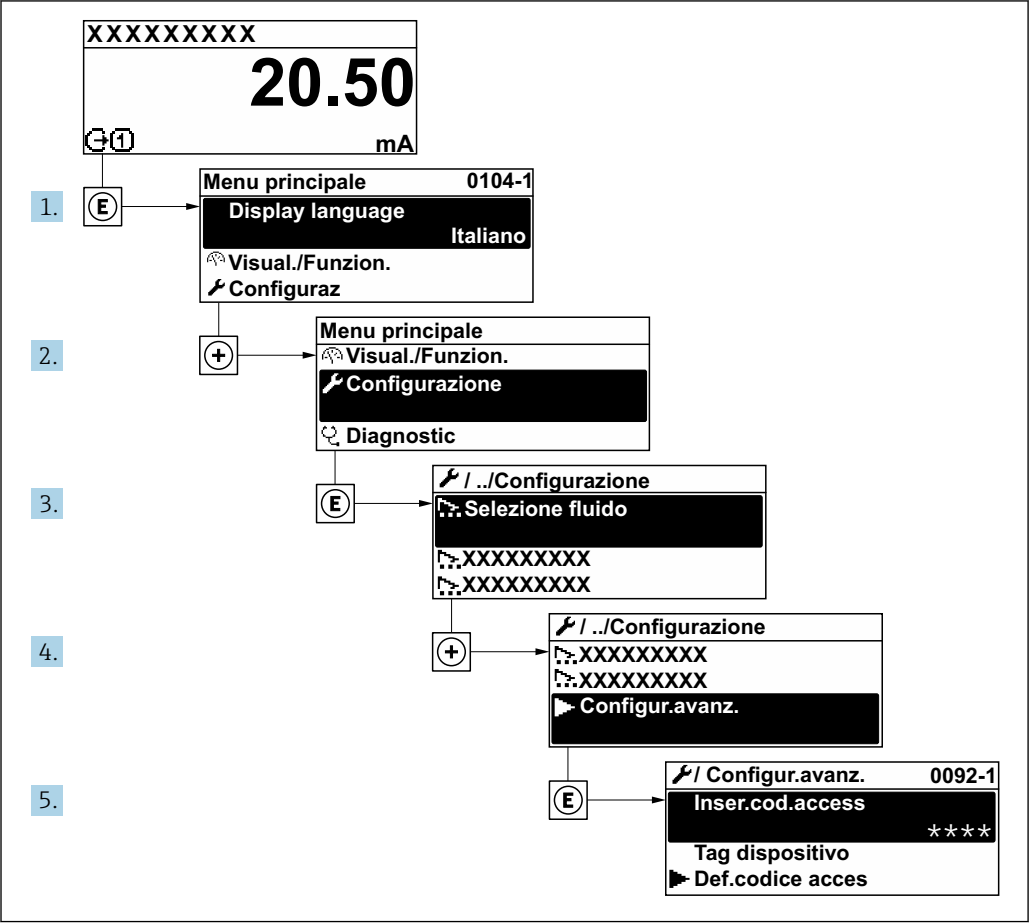 XXXXXXXXX
20.50
1 mA
1. E
Menu principale 0104-1
Display language
Italiano
Visual./Funzion.
Configuraz
2. +
Menu principale
Visual./Funzion.
Configurazione
Diagnostic
3. E
/ ../Configurazione
Selezione fluido
XXXXXXXXX
XXXXXXXXX
4. +
/ ../Configurazione
XXXXXXXXX
XXXXXXXXX
Configur.avanz.
5. E
/ Configur.avanz. 0092-1
Inser.cod.access
****
Tag dispositivo
Def.codice acces